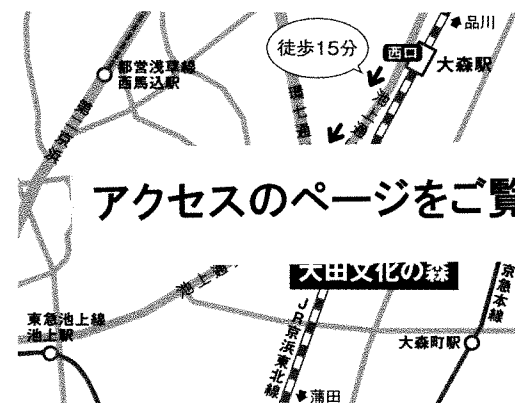 品川
徒歩15分
西口
大森駅
都営浅草線
西馬込駅
第二京浜
環七通
池上通
アクセスのページをご覧
大田文化の森
池上通
京急本線
東急池上線
池上駅
JR京浜東北線
大森町駅
蒲田